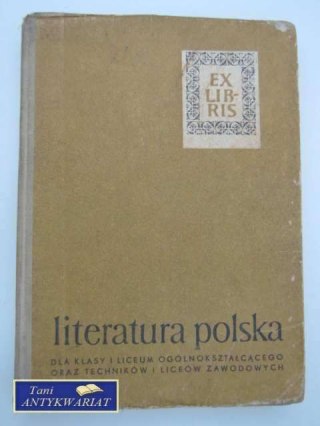 EX
LIB-
RIS
literatura polska
DLA KLASY I LICEUM OGÓLNOKSZTAŁCĄCEGO
ORAZ TECHNIKÓW I LICEÓW ZAWODOWYCH
Tani
ANTYKWARIAT